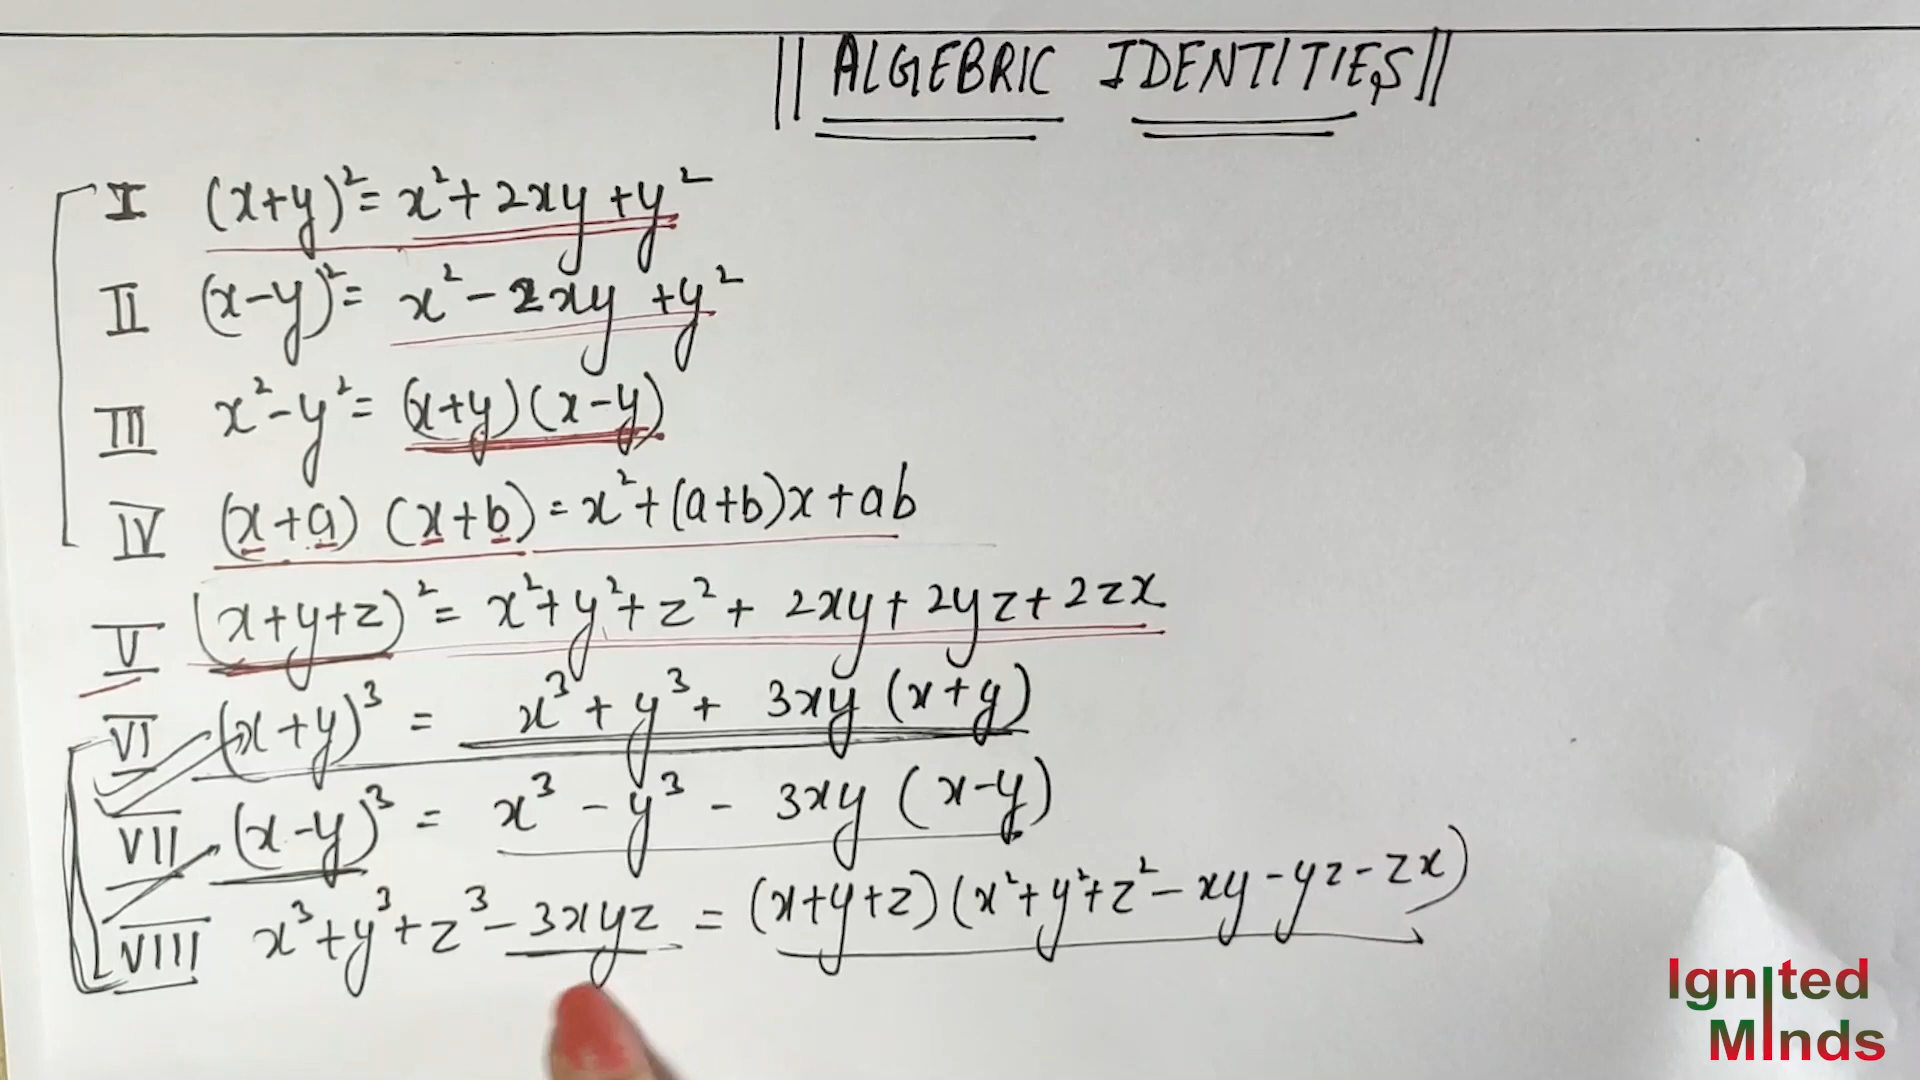 || ALGEBRIC IDENTITIES ||
I (x+y)² = x² + 2xy + y²
II (x-y)² = x² - 2xy + y²
III x² - y² = (x+y)(x-y)
IV (x+a) (x+b) = x² + (a+b)x + ab
V (x+y+z)² = x² + y² + z² + 2xy + 2yz + 2zx
VI (x+y)³ = x³ + y³ + 3xy (x+y)
VII (x-y)³ = x³ - y³ - 3xy (x-y)
VIII x³ + y³ + z³ - 3xyz = (x+y+z)(x² + y² + z² - xy - yz - zx)
Ignited
Minds